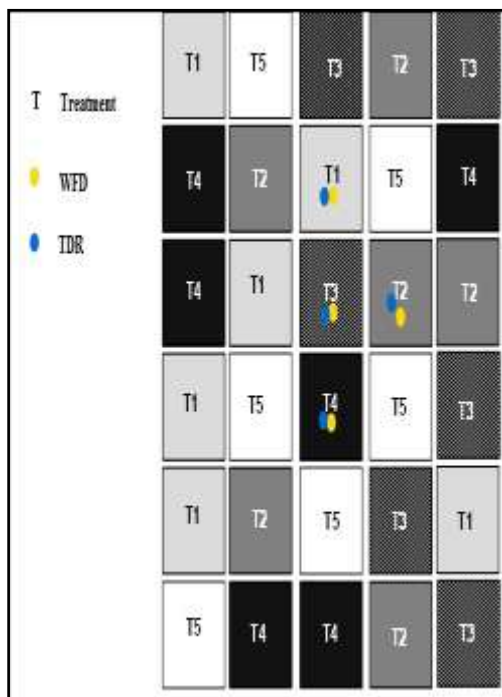 T1 T5 T3 T2 T3
T Treatment
T4 T2 T1 T5 T4
WFD
TDR
T4 T1 T3 T2 T2
T1 T5 T4 T5 T3
T1 T2 T5 T3 T1
T5 T4 T4 T2 T3